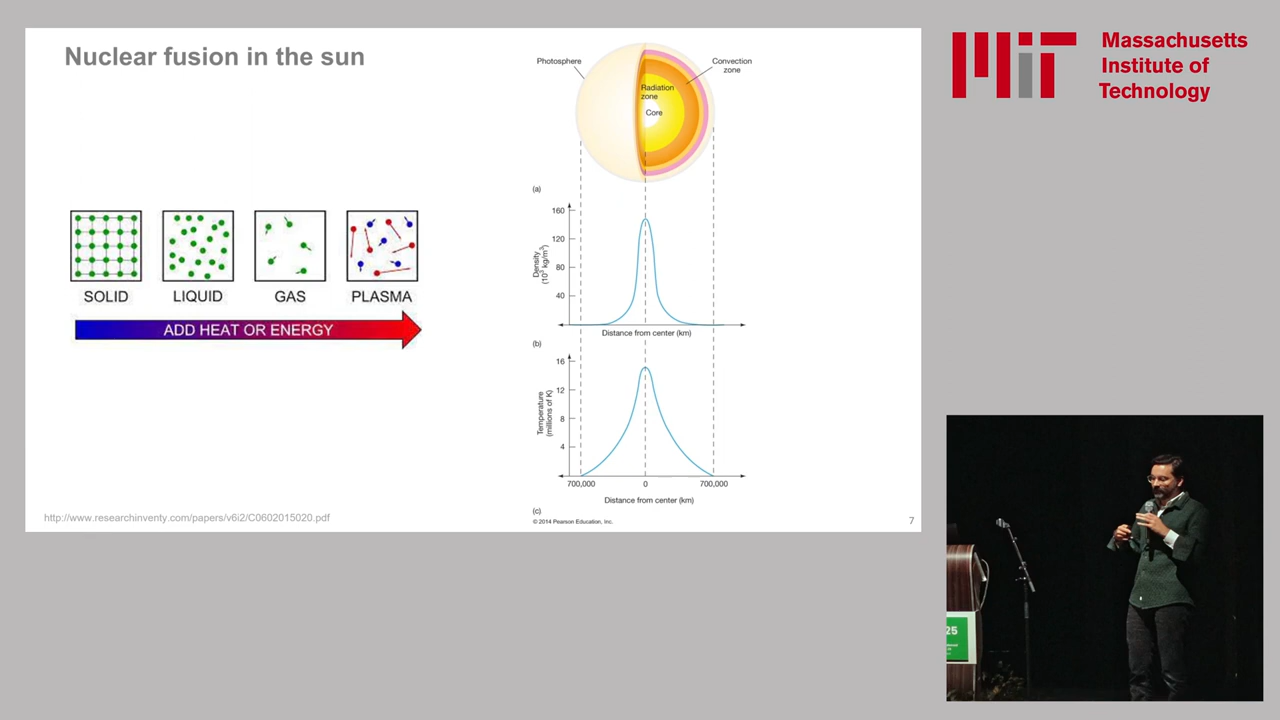 Nuclear fusion in the sun
SOLID
LIQUID
GAS
PLASMA
ADD HEAT OR ENERGY
http://www.researchinventy.com/papers/v6i2/C0602015020.pdf
Photosphere
Convection
zone
Radiation
zone
Core
(a)
160
120
80
40
Density
(10³ kg/m³)
Distance from center (km)
(b)
16
12
8
4
Temperature
(millions of K)
700,000
0
700,000
Distance from center (km)
(c)
© 2014 Pearson Education, Inc.
7
MIT
Massachusetts
Institute of
Technology
25